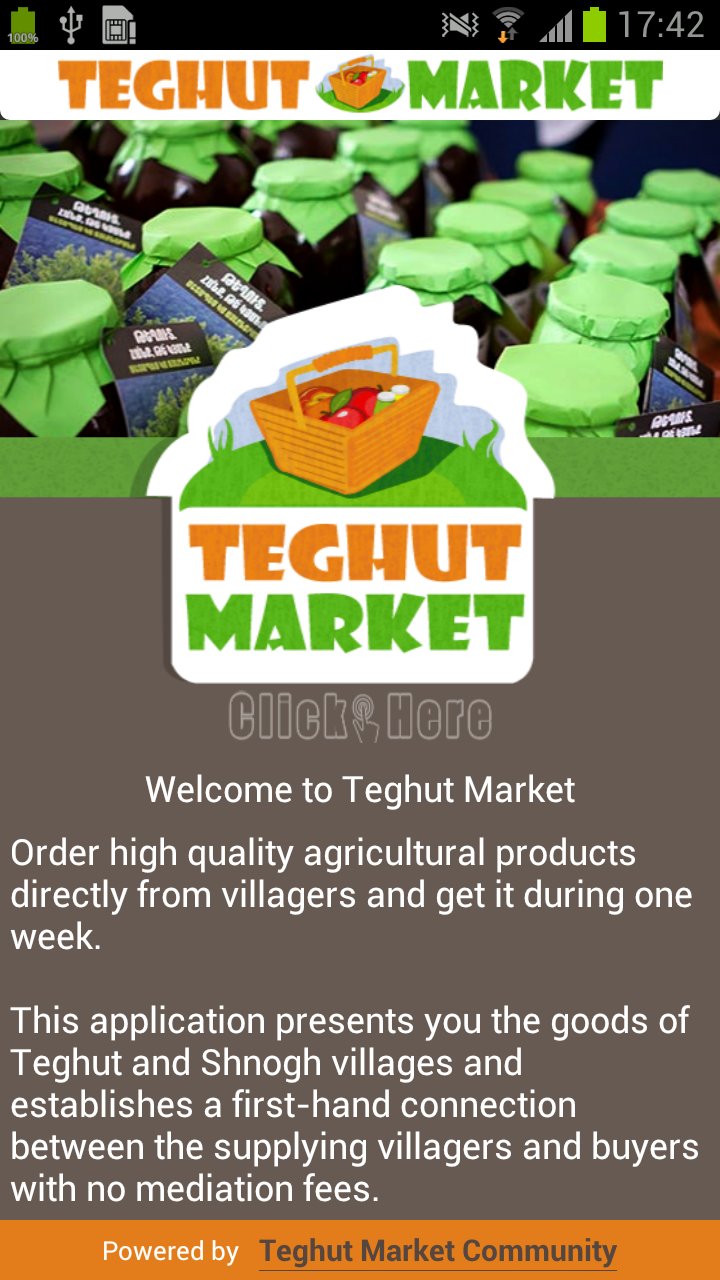 100%
17:42
TEGHUT MARKET
TEGHUT
MARKET
Click Here
Welcome to Teghut Market
Order high quality agricultural products
directly from villagers and get it during one
week.
This application presents you the goods of
Teghut and Shnogh villages and
establishes a first-hand connection
between the supplying villagers and buyers
with no mediation fees.
Powered by Teghut Market Community